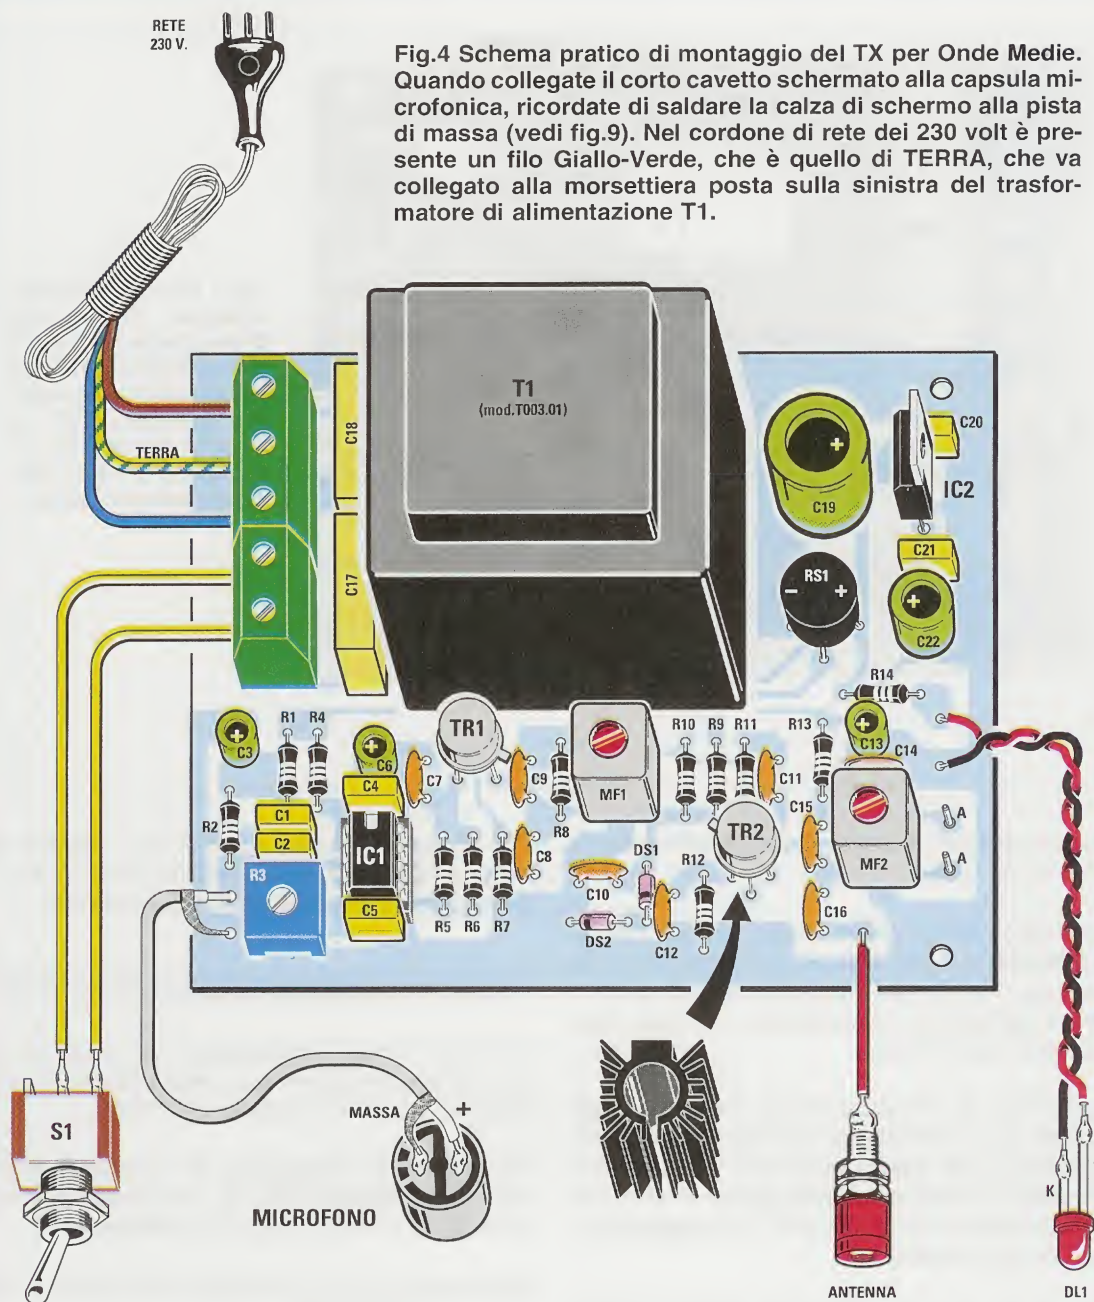 RETE
230 V.
Fig.4 Schema pratico di montaggio del TX per Onde Medie.
Quando collegate il corto cavetto schermato alla capsula mi-
crofonica, ricordate di saldare la calza di schermo alla pista
di massa (vedi fig.9). Nel cordone di rete dei 230 volt è pre-
sente un filo Giallo-Verde, che è quello di TERRA, che va
collegato alla morsettiera posta sulla sinistra del trasfor-
matore di alimentazione T1.
T1
(mod.T003.01)
TERRA
C18
C17
C19
C20
IC2
C21
RS1
- +
C22
R14
C3
R1 R4
C6
C7
TR1
C9
R8
MF1
R10 R9 R11
C11
R13
C13
C14
R2
C1
C2
C4
IC1
C5
R3
R5 R6 R7
C8
C10
DS1
DS2
C12
R12
TR2
C15
C16
MF2
A
A
S1
MASSA +
MICROFONO
ANTENNA
K
DL1